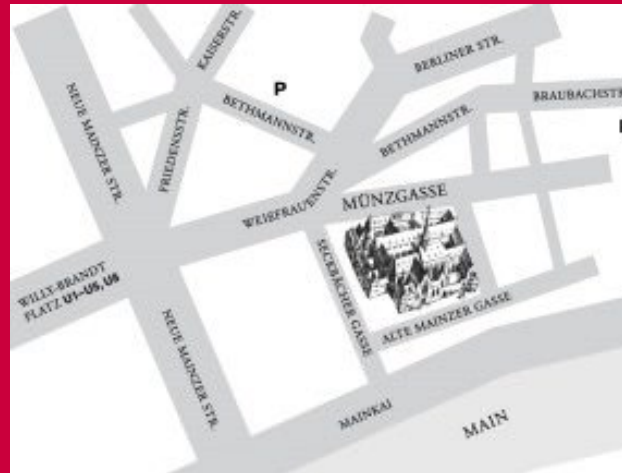 KAISERSTR.
BERLINER STR.
P
NEUE MAINZER STR.
BETHMANNSTR.
BRAUBACHSTR
BETHMANNSTR.
FRIEDENSSTR.
WEIßFRAUENSTR.
MÜNZGASSE
WILLY-BRANDT
PLATZ U1–U5, U8
SECKBÄCHER GASSE
NEUE MAINZER STR.
ALTE MAINZER GASSE
MAINKAI
MAIN